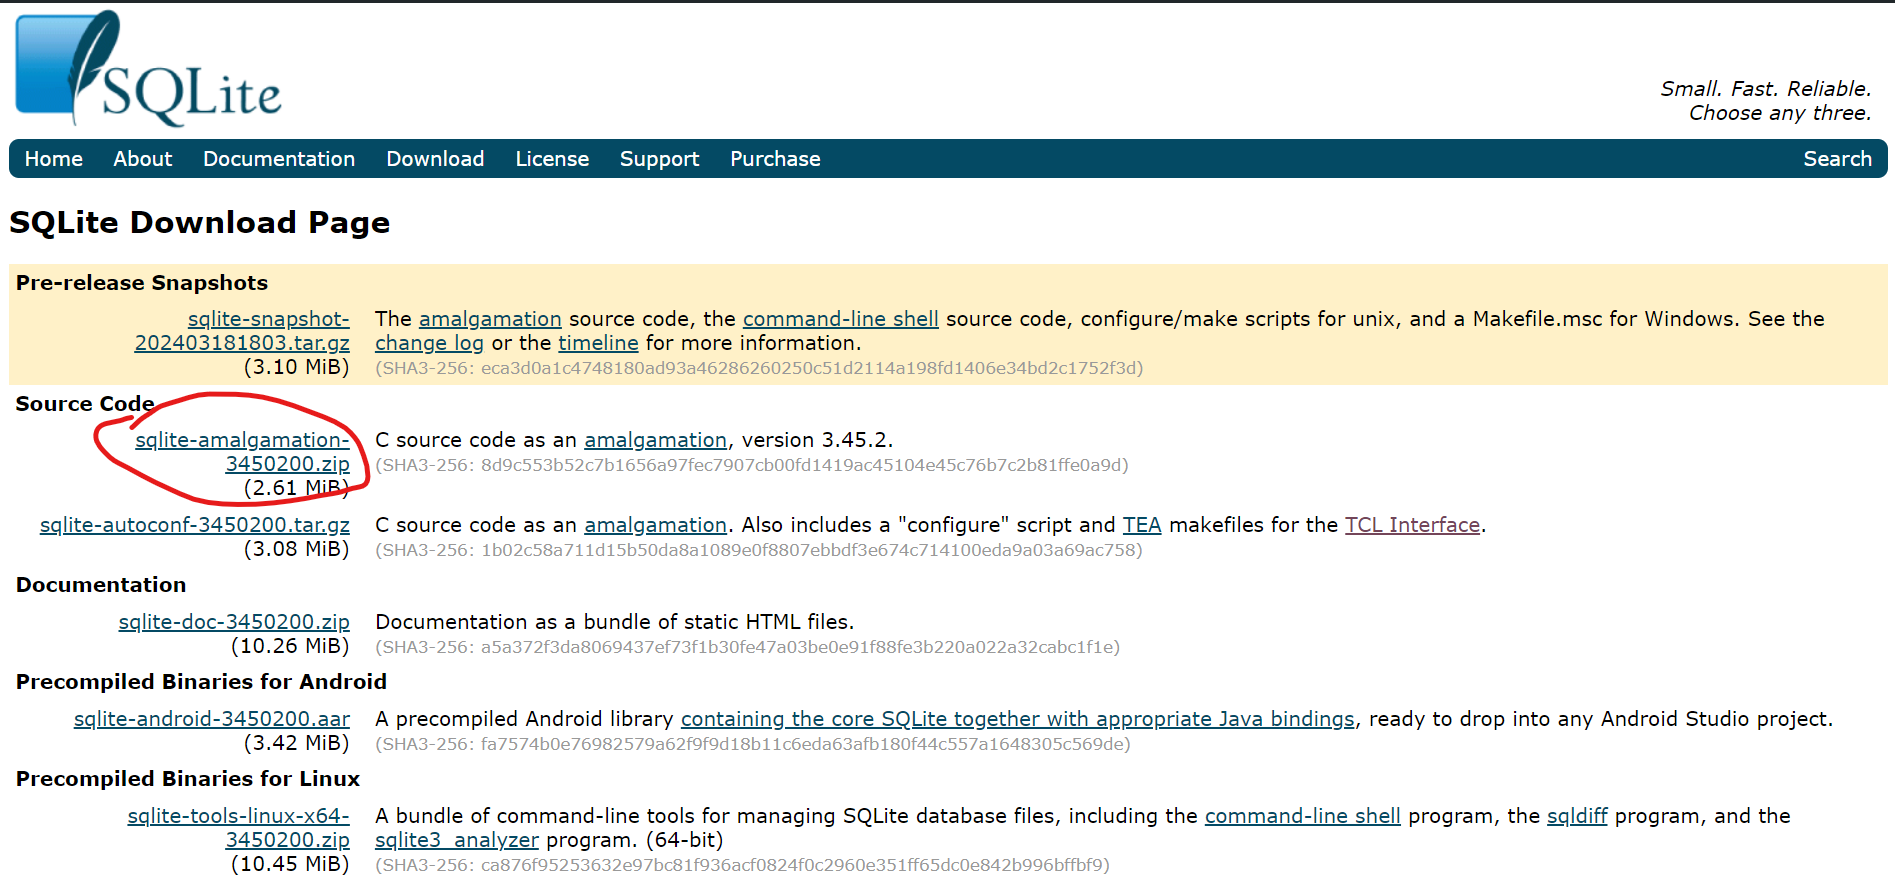 SQLite
Small. Fast. Reliable.
Choose any three.
Home About Documentation Download License Support Purchase Search
SQLite Download Page
Pre-release Snapshots
sqlite-snapshot-
202403181803.tar.gz
(3.10 MiB)
The amalgamation source code, the command-line shell source code, configure/make scripts for unix, and a Makefile.msc for Windows. See the
change log or the timeline for more information.
(SHA3-256: eca3d0a1c4748180ad93a46286260250c51d2114a198fd1406e34bd2c1752f3d)
Source Code
sqlite-amalgamation-
3450200.zip
(2.61 MiB)
C source code as an amalgamation, version 3.45.2.
(SHA3-256: 8d9c553b52c7b1656a97fec7907cb00fd1419ac45104e45c76b7c2b81ffe0a9d)
sqlite-autoconf-3450200.tar.gz
(3.08 MiB)
C source code as an amalgamation. Also includes a "configure" script and TEA makefiles for the TCL Interface.
(SHA3-256: 1b02c58a711d15b50da8a1089e0f8807ebbdf3e674c714100eda9a03a69ac758)
Documentation
sqlite-doc-3450200.zip
(10.26 MiB)
Documentation as a bundle of static HTML files.
(SHA3-256: a5a372f3da8069437ef73f1b30fe47a03be0e91f88fe3b220a022a32cabc1f1e)
Precompiled Binaries for Android
sqlite-android-3450200.aar
(3.42 MiB)
A precompiled Android library containing the core SQLite together with appropriate Java bindings, ready to drop into any Android Studio project.
(SHA3-256: fa7574b0e76982579a62f9f9d18b11c6eda63afb180f44c557a1648305c569de)
Precompiled Binaries for Linux
sqlite-tools-linux-x64-
3450200.zip
(10.45 MiB)
A bundle of command-line tools for managing SQLite database files, including the command-line shell program, the sqldiff program, and the
sqlite3_analyzer program. (64-bit)
(SHA3-256: ca876f95253632e97bc81f936acf0824f0c2960e351ff65dc0e842b996bffbf9)